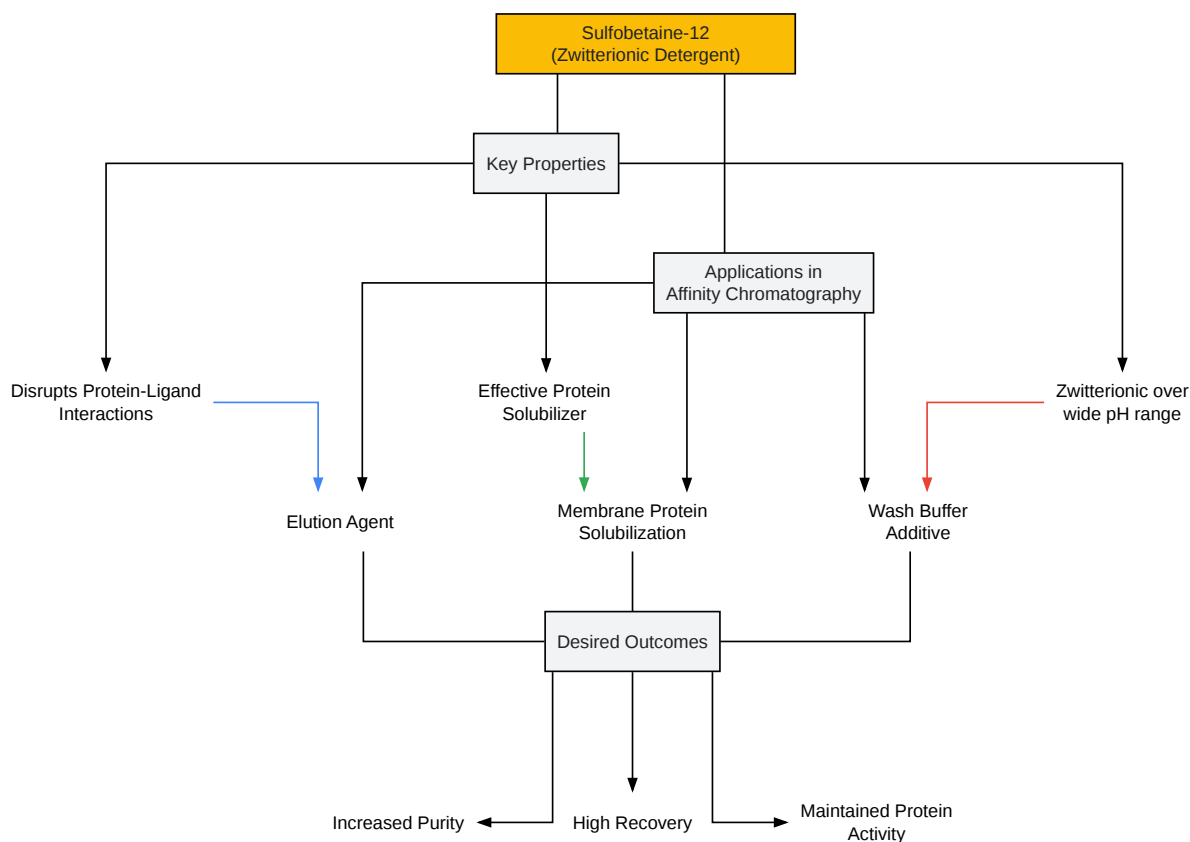 Sulfobetaine-12
(Zwitterionic Detergent)
Key Properties
Applications in
Affinity Chromatography
Disrupts Protein-Ligand
Interactions
Effective Protein
Solubilizer
Zwitterionic over
wide pH range
Elution Agent
Membrane Protein
Solubilization
Wash Buffer
Additive
Desired Outcomes
Increased Purity
High Recovery
Maintained Protein
Activity